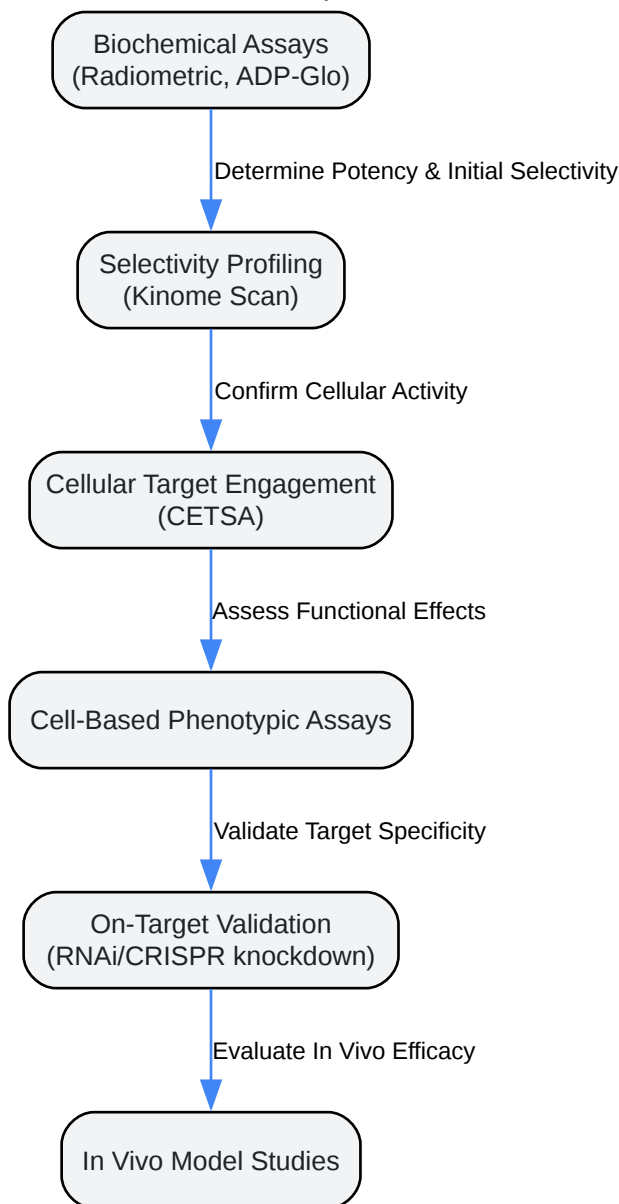 Biochemical Assays
(Radiometric, ADP-Glo)
Determine Potency & Initial Selectivity
Selectivity Profiling
(Kinome Scan)
Confirm Cellular Activity
Cellular Target Engagement
(CETSA)
Assess Functional Effects
Cell-Based Phenotypic Assays
Validate Target Specificity
On-Target Validation
(RNAi/CRISPR knockdown)
Evaluate In Vivo Efficacy
In Vivo Model Studies